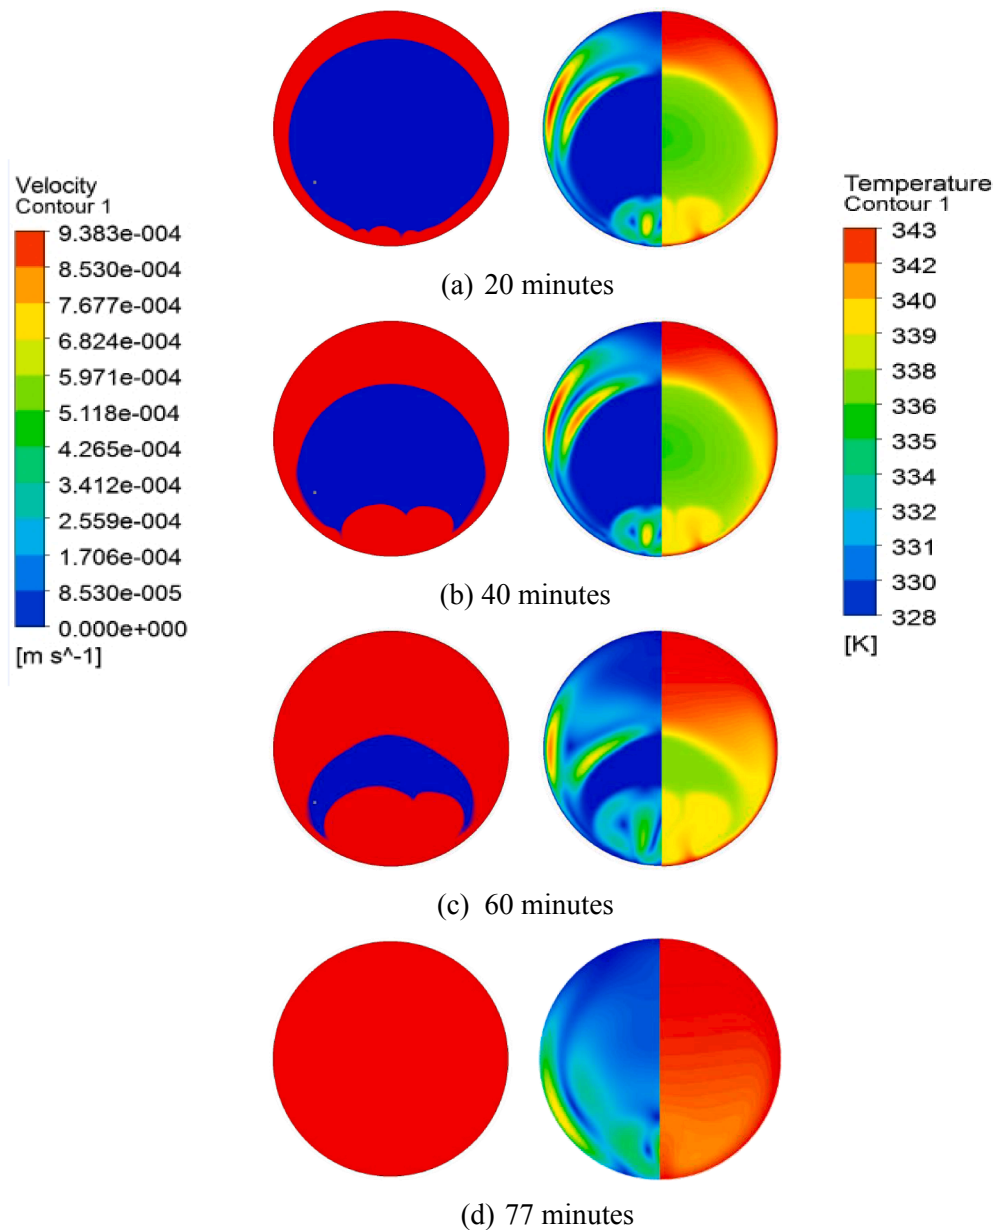 Velocity
Contour 1
9.383e-004
8.530e-004
7.677e-004
6.824e-004
5.971e-004
5.118e-004
4.265e-004
3.412e-004
2.559e-004
1.706e-004
8.530e-005
0.000e+000
[m s^-1]
Temperature
Contour 1
343
342
340
339
338
336
335
334
332
331
330
328
[K]
(a) 20 minutes
(b) 40 minutes
(c) 60 minutes
(d) 77 minutes